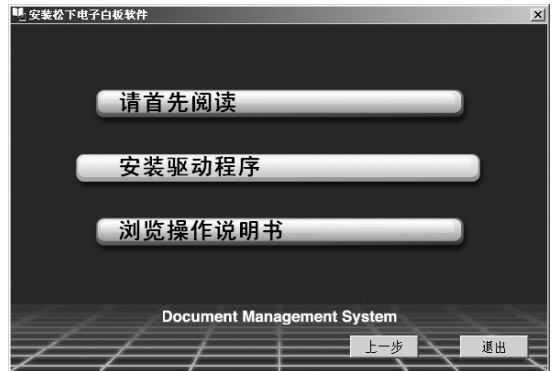 安装松下电子白板软件
请首先阅读
安装驱动程序
浏览操作说明书
Document Management System
上一步
退出